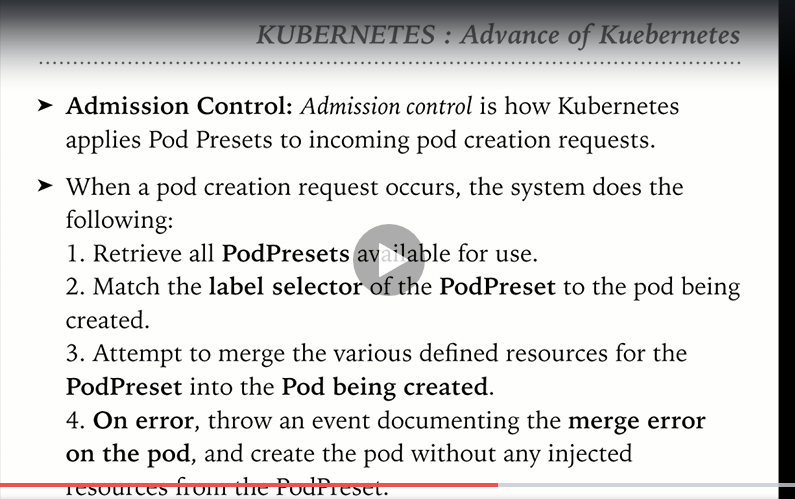 KUBERNETES : Advance of Kuebernetes
➤ Admission Control: Admission control is how Kubernetes
applies Pod Presets to incoming pod creation requests.
➤ When a pod creation request occurs, the system does the
following:
1. Retrieve all PodPresets available for use.
2. Match the label selector of the PodPreset to the pod being
created.
3. Attempt to merge the various defined resources for the
PodPreset into the Pod being created.
4. On error, throw an event documenting the merge error
on the pod, and create the pod without any injected
resources from the PodPreset.